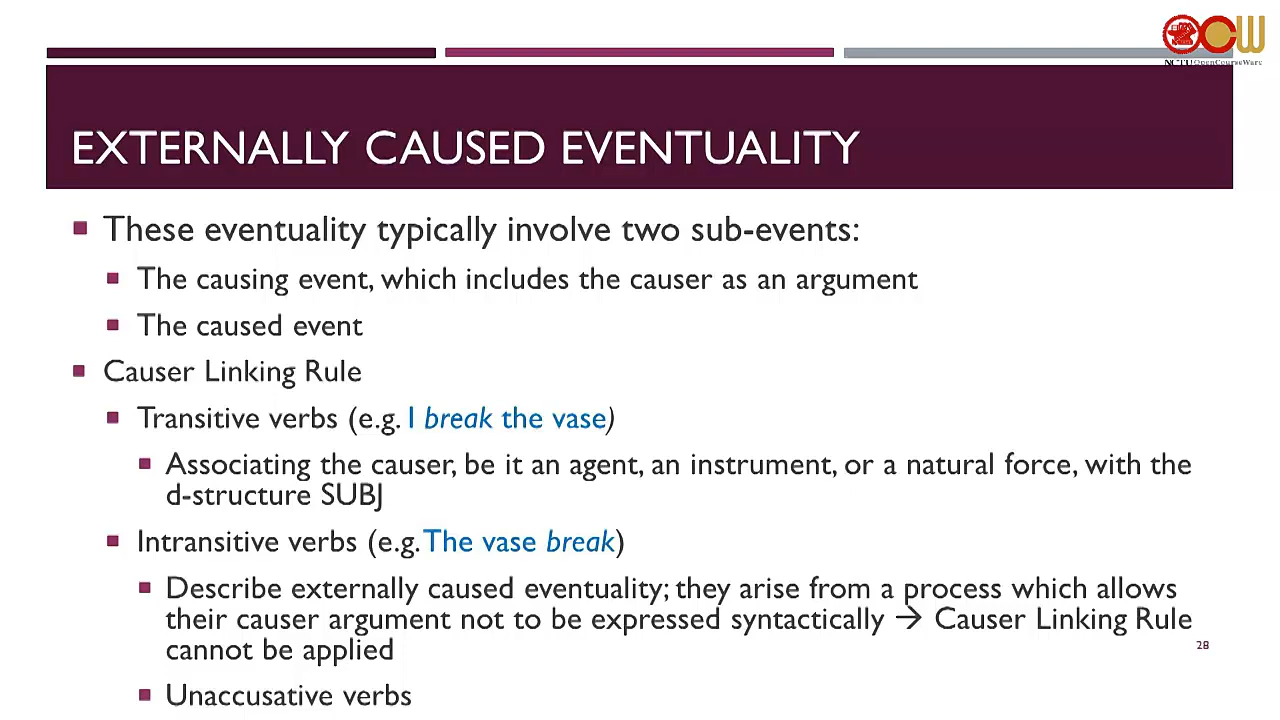 NCTU OpenCourseWare
EXTERNALLY CAUSED EVENTUALITY
These eventuality typically involve two sub-events:
The causing event, which includes the causer as an argument
The caused event
Causer Linking Rule
Transitive verbs (e.g. I break the vase)
Associating the causer, be it an agent, an instrument, or a natural force, with the
d-structure SUBJ
Intransitive verbs (e.g. The vase break)
Describe externally caused eventuality; they arise from a process which allows
their causer argument not to be expressed syntactically → Causer Linking Rule
cannot be applied
28
Unaccusative verbs